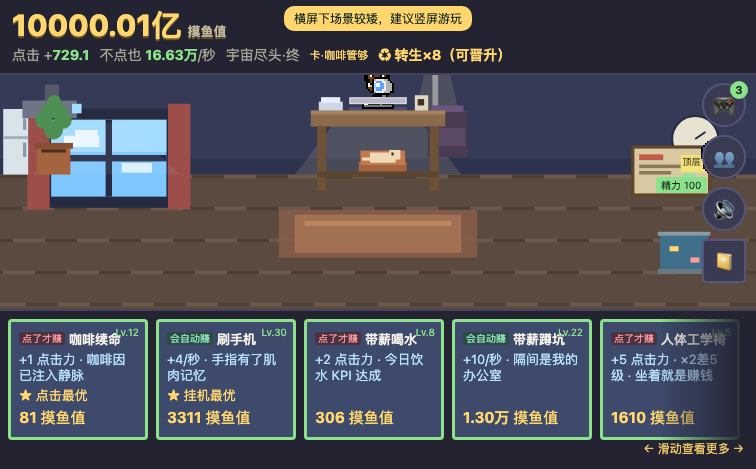 10000.01亿 摸鱼值
横屏下场景较矮，建议竖屏游玩
点击 +729.1 不点也 16.63万/秒 宇宙尽头·终 卡·咖啡管够 ♻ 转生×8（可晋升）
3
顶层
精力 100
点了才赚 咖啡续命 Lv.12
+1 点击力 · 咖啡因
已注入静脉
★ 点击最优
81 摸鱼值
会自动赚 刷手机 Lv.30
+4/秒 · 手指有了肌
肉记忆
★ 挂机最优
3311 摸鱼值
点了才赚 带薪喝水 Lv.8
+2 点击力 · 今日饮
水 KPI 达成
306 摸鱼值
会自动赚 带薪蹲坑 Lv.22
+10/秒 · 隔间是我的
办公室
1.30万 摸鱼值
点了才赚 人体工学椅
+5 点击力 · ×2差5
级 · 坐着就是赚钱
1610 摸鱼值
← 滑动查看更多 →